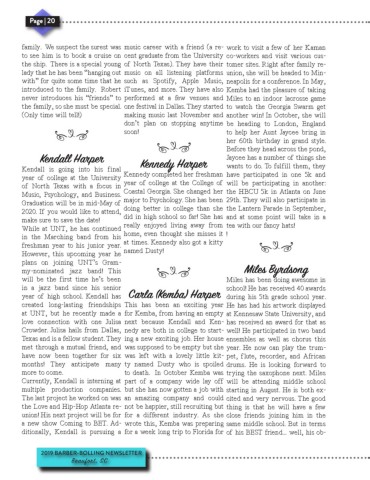 Page | 20
family. We suspect the surest was
to see him is to book a cruise on
the ship. There is a special young
lady that he has been "hanging out
with" for quite some time that he
introduced to the family. Robert
never introduces his "friends" to
the family, so she must be special
(Only time will tell!)
Kendall Harper
Kendall is going into his final
year of college at the University
of North Texas with a focus in
Music, Psychology, and Business.
Graduation will be in mid-May of
2020. If you would like to attend,
make sure to save the date!
While at UNT, he has continued
in the Marching band from his
freshman year to his junior year.
However, this upcoming year he
plans on joining UNT's Gram-
my-nominated jazz band! This
will be the first time he's been
in a jazz band since his senior
year of high school. Kendall has
created long-lasting friendships
at UNT, but he recently made a
love connection with one Julius
Crowder. Julius hails from Dallas,
Texas and is a fellow student. They
met through a mutual friend, and
have now been together for six
months! They anticipate many
more to come.
Currently, Kendall is interning at
multiple production companies.
The last project he worked on was
the Love and Hip-Hop Atlanta re-
union! His next project will be for
a new show Coming to BET. Ad-
ditionally, Kendall is pursuing a
music career with a friend (a re-
cent graduate from the University
of North Texas). They have their
music on all listening platforms
such as Spotify, Apple Music,
iTunes, and more. They have also
performed at a few venues and
one festival in Dallas. They started
making music last November and
don't plan on stopping anytime
soon!
Kennedy Harper
Kennedy completed her freshman
year of college at the College of
Coastal Georgia. She changed her
major to Psychology. She has been
doing better in college than she
did in high school so far! She has
really enjoyed living away from
home, even thought she misses it
at times. Kennedy also got a kitty
named Dusty!
Carla (Kemba) Harper
This has been an exciting year
for Kemba, from having an empty
next because Kendall and Ken-
nedy are both in college to start-
ing a new exciting job. Her house
was supposed to be empty but she
was left with a lovely little kit-
ty named Dusty who is spoiled
to death. In October Kemba was
part of a company wide lay off
but she has now gotten a job with
an amazing company and could
not be happier, still recruiting but
for a different industry. As she
wrote this, Kemba was preparing
for a week long trip to Florida for
work to visit a few of her Kaman
co-workers and visit various cus-
tomer sites. Right after family re-
union, she will be headed to Min-
neapolis for a conference. In May,
Kemba had the pleasure of taking
Miles to an indoor lacrosse game
to watch the Georgia Swarm get
another win! In October, she will
be heading to London, England
to help her Aunt Jaycee bring in
her 60th birthday in grand style.
Before they head across the pond,
Jaycee has a number of things she
wants to do. To fulfill them, they
have participated in one 5k and
will be participating in another:
the HBCU 5k in Atlanta on June
29th. They will also participate in
the Lantern Parade in September,
and at some point will take in a
tea with our fancy hats!
!
Miles Byrdsong
Miles has been doing awesome in
school! He has received 40 awards
during his 5th grade school year.
He has had his artwork displayed
at Kennesaw State University, and
has received an award for that as
well! He participated in two band
ensembles as well as chorus this
year. He now can play the trum-
pet, flute, recorder, and African
drums. He is looking forward to
trying the saxophone next. Miles
will be attending middle school
starting in August. He is both ex-
cited and very nervous. The good
thing is that he will have a few
close friends joining him in the
same middle school. But in terms
of his BEST friend... well, his ob-
2019 BARBER-ROLLING NEWSLETTER
Beaufort, SC